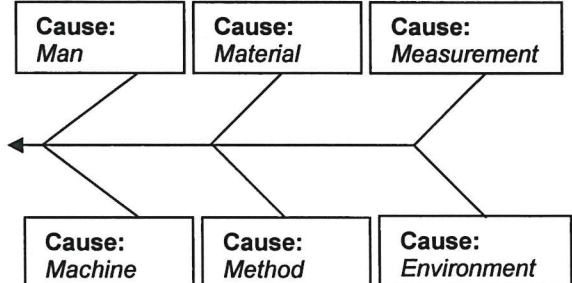 Cause:
Man
Cause:
Material
Cause:
Measurement
Cause:
Machine
Cause:
Method
Cause:
Environment